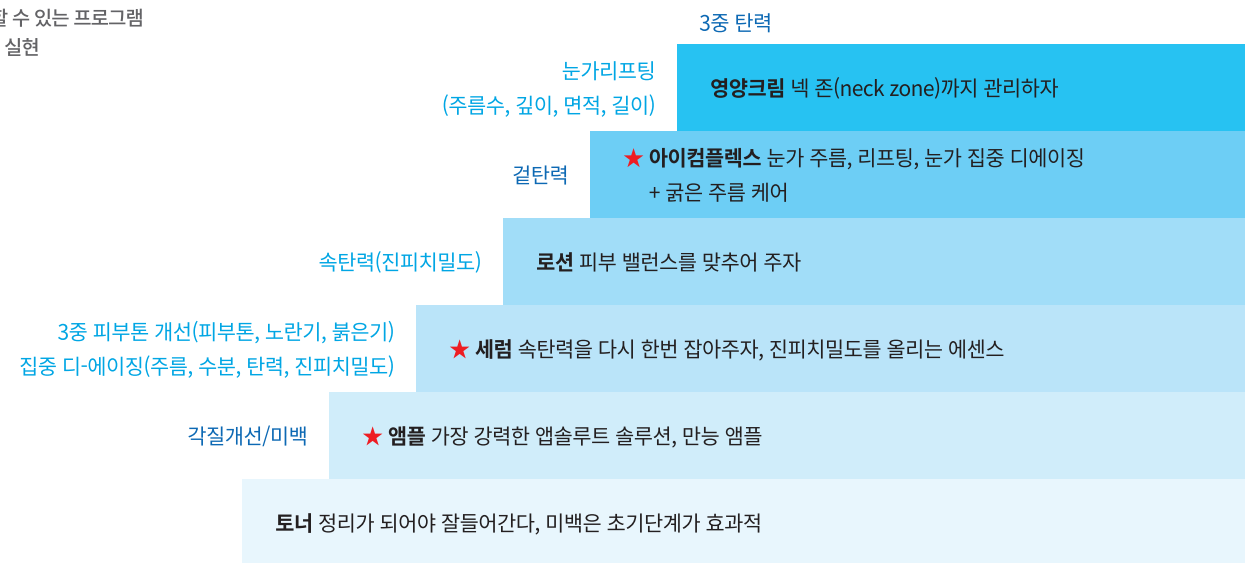 할 수 있는 프로그램
실현
3중 탄력
눈가리프팅
(주름수, 깊이, 면적, 길이)
영양크림 넥 존(neck zone)까지 관리하자
겉탄력
★ 아이컴플렉스 눈가 주름, 리프팅, 눈가 집중 디에이징
+ 굵은 주름 케어
속탄력(진피치밀도)
로션 피부 밸런스를 맞추어 주자
3중 피부톤 개선(피부톤, 노란기, 붉은기)
집중 디-에이징(주름, 수분, 탄력, 진피치밀도)
★ 세럼 속탄력을 다시 한번 잡아주자, 진피치밀도를 올리는 에센스
각질개선/미백
★ 앰플 가장 강력한 앱솔루트 솔루션, 만능 앰플
토너 정리가 되어야 잘들어간다, 미백은 초기단계가 효과적